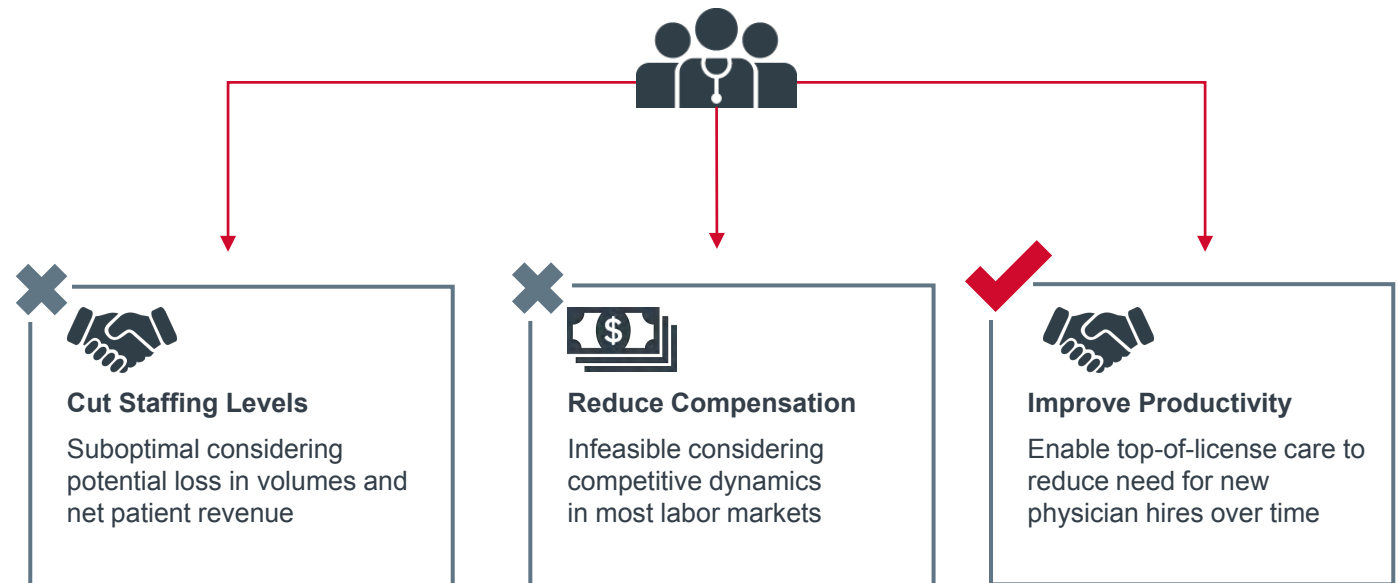 Cut Staffing Levels
Suboptimal considering
potential loss in volumes and
net patient revenue
$
Reduce Compensation
Infeasible considering
competitive dynamics
in most labor markets
Improve Productivity
Enable top-of-license care to
reduce need for new
physician hires over time